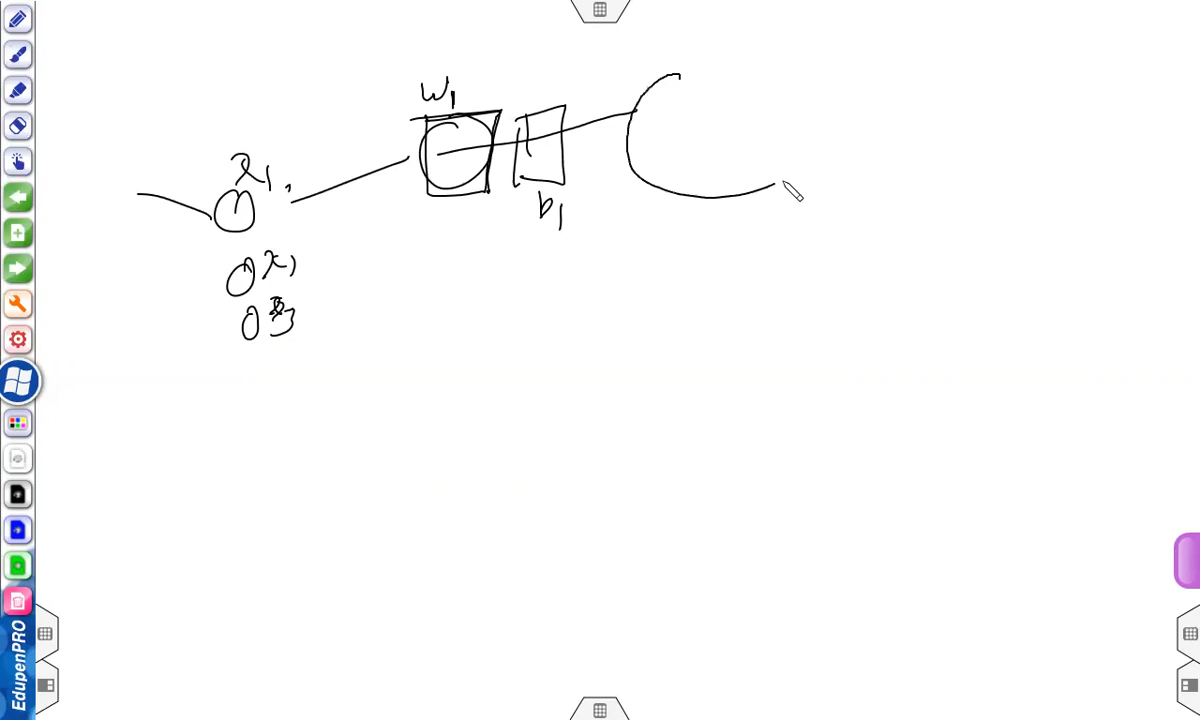 w₁
x₁,
b₁
x₂
x₃
EdupenPRO